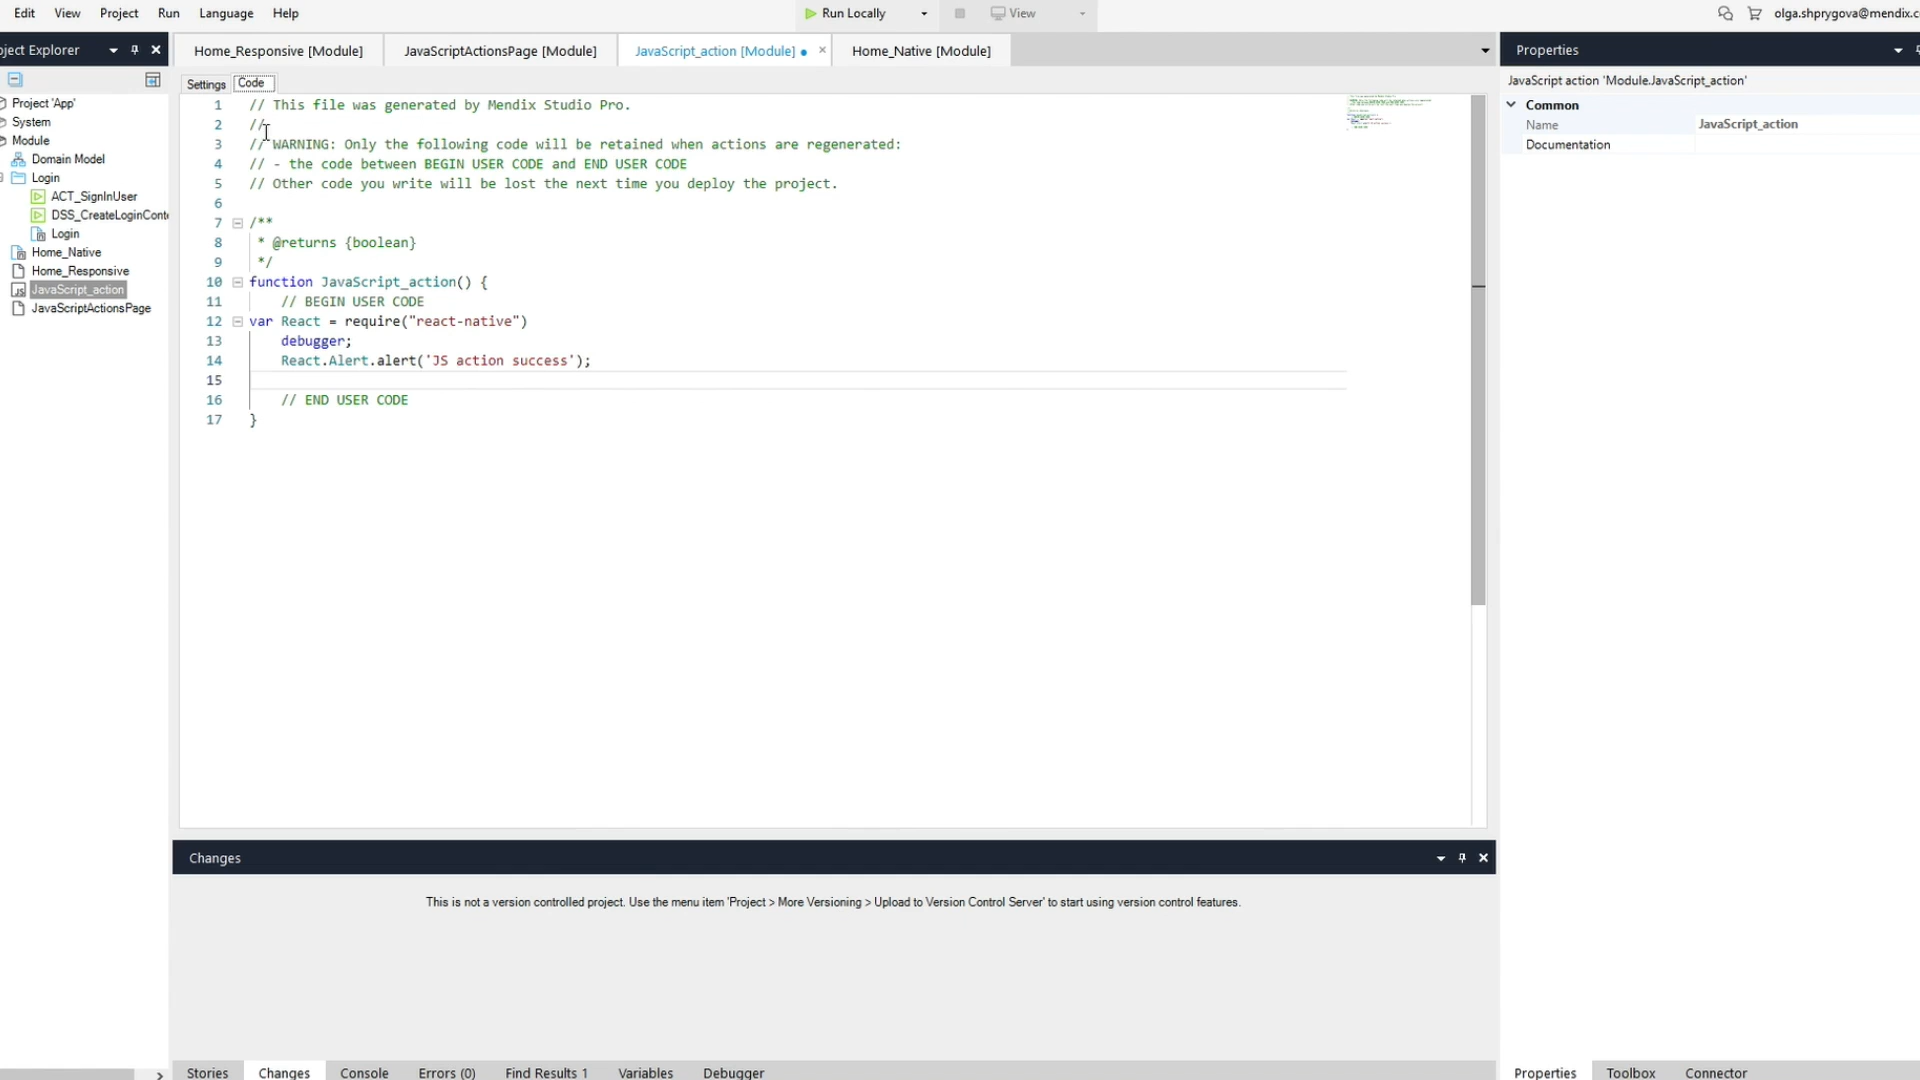 Edit View Project Run Language Help
Run Locally
View
olga.shprygova@mendix.c
ject Explorer
Home_Responsive [Module]
JavaScriptActionsPage [Module]
JavaScript_action [Module]
Home_Native [Module]
Properties
Settings
Code
JavaScript action 'Module.JavaScript_action'
Common
Name JavaScript_action
Documentation
Project 'App'
System
Module
Domain Model
Login
ACT_SignInUser
DSS_CreateLoginConte
Login
Home_Native
Home_Responsive
JavaScript_action
JavaScriptActionsPage
1 // This file was generated by Mendix Studio Pro.
2 //
3 // WARNING: Only the following code will be retained when actions are regenerated:
4 // - the code between BEGIN USER CODE and END USER CODE
5 // Other code you write will be lost the next time you deploy the project.
6
7 /**
8 * @returns {boolean}
9 */
10 function JavaScript_action() {
11 // BEGIN USER CODE
12 var React = require("react-native")
13 debugger;
14 React.Alert.alert('JS action success');
15
16 // END USER CODE
17 }
Changes
This is not a version controlled project. Use the menu item 'Project > More Versioning > Upload to Version Control Server' to start using version control features.
Stories Changes Console Errors (0) Find Results 1 Variables Debugger
Properties Toolbox Connector